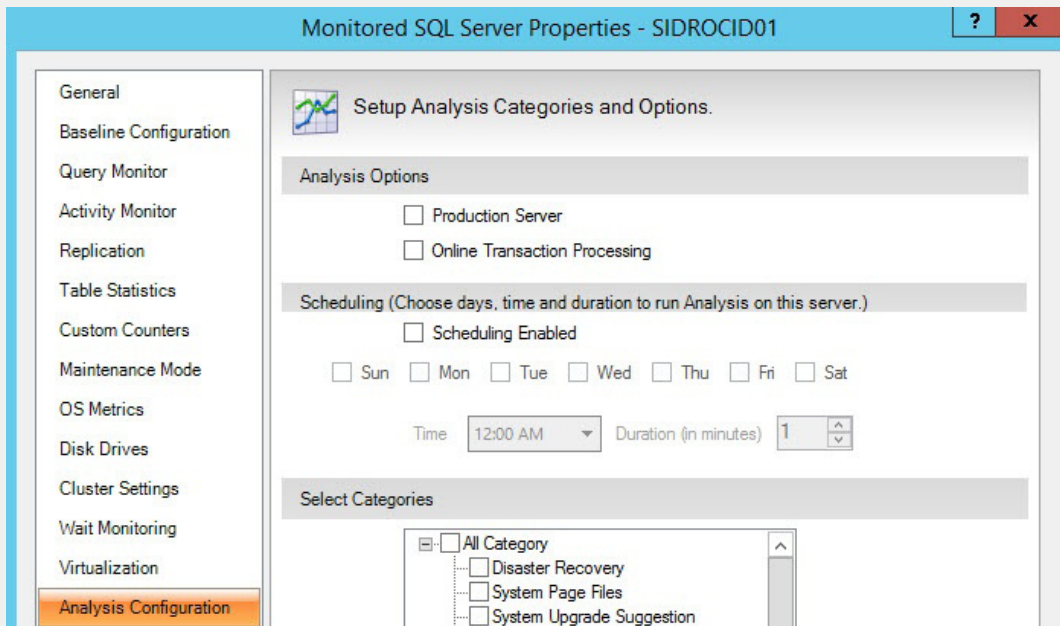 Monitored SQL Server Properties - SIDROCID01
?
x
General
Baseline Configuration
Query Monitor
Activity Monitor
Replication
Table Statistics
Custom Counters
Maintenance Mode
OS Metrics
Disk Drives
Cluster Settings
Wait Monitoring
Virtualization
Analysis Configuration
Setup Analysis Categories and Options.
Analysis Options
Production Server
Online Transaction Processing
Scheduling (Choose days, time and duration to run Analysis on this server.)
Scheduling Enabled
Sun Mon Tue Wed Thu Fri Sat
Time 12:00 AM Duration (in minutes) 1
Select Categories
All Category
Disaster Recovery
System Page Files
System Upgrade Suggestion